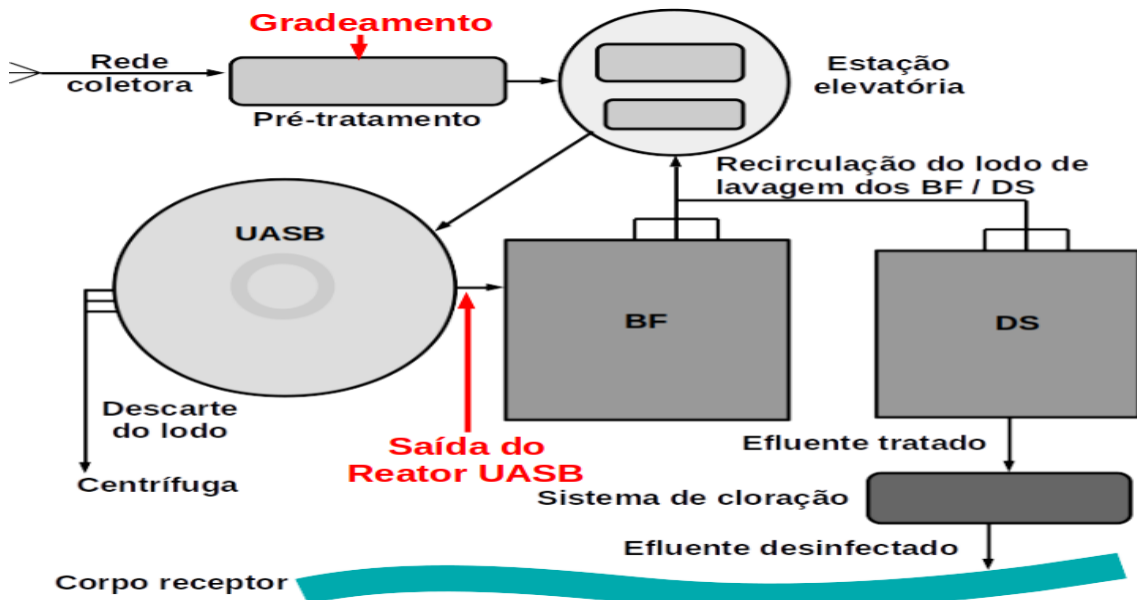 Gradeamento
Rede
coletora
Pré-tratamento
Estação
elevatória
Recirculação do lodo de
lavagem dos BF / DS
UASB
BF
DS
Descarte
do lodo
Centrífuga
Saída do
Reator UASB
Efluente tratado
Sistema de cloração
Efluente desinfectado
Corpo receptor